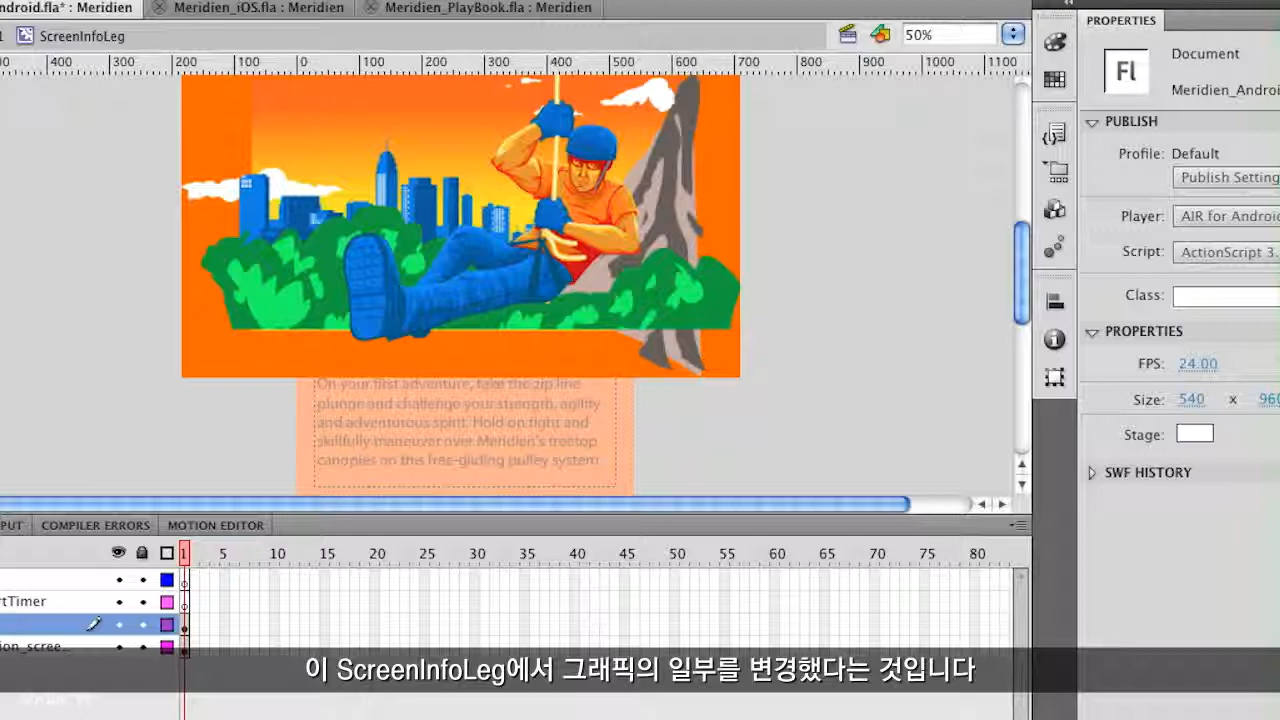 ndroid.fla* : Meridien
Meridien_iOS.fla : Meridien
Meridien_PlayBook.fla : Meridien
ScreenInfoLeg
50%
400 300 200 100 0 100 200 300 400 500 600 700 800 900 1000 1100
On your first adventure, take the zip line
plunge and challenge your strength, agility
and adventurous spirit. Hold on tight and
skillfully maneuver over Meridien's treetop
canopies on this free-gliding pulley system
PUT
COMPILER ERRORS
MOTION EDITOR
1 5 10 15 20 25 30 35 40 45 50 55 60 65 70 75 80
rtTimer
ion_scree...
PROPERTIES
Fl
Document
Meridien_Androi
PUBLISH
Profile: Default
Publish Setting
Player: AIR for Androi
Script: ActionScript 3.
Class:
PROPERTIES
FPS: 24.00
Size: 540 x 960
Stage:
SWF HISTORY
이 ScreenInfoLeg에서 그래픽의 일부를 변경했다는 것입니다